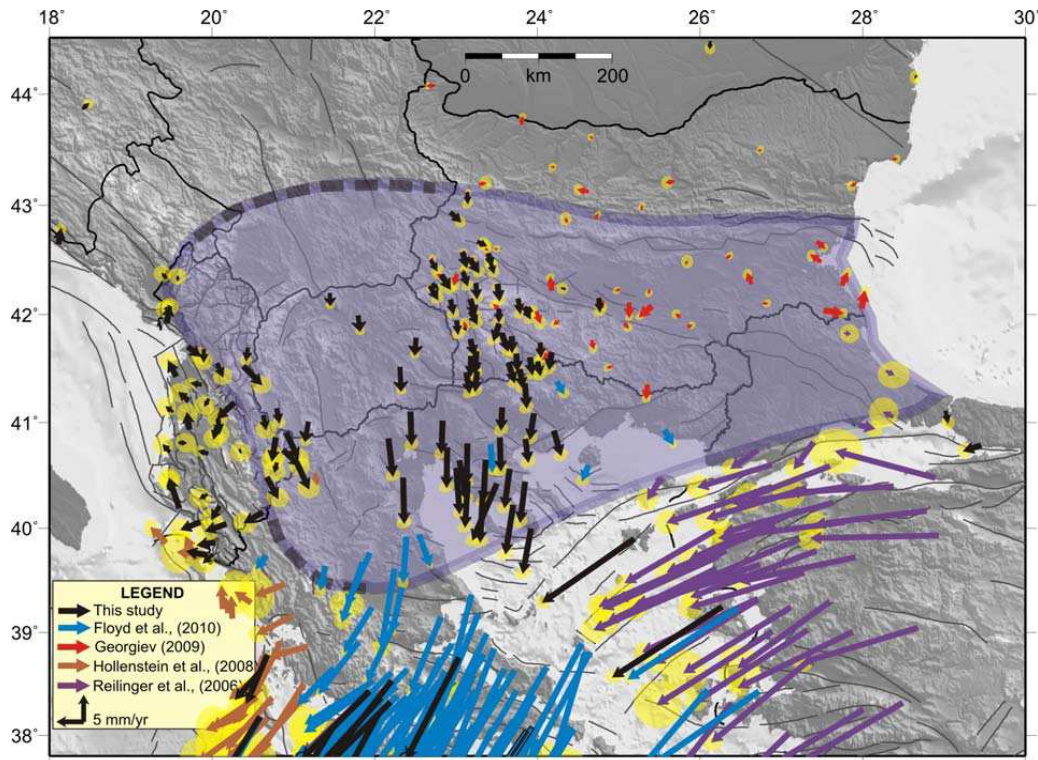 18˚ 20˚ 22˚ 24˚ 26˚ 28˚ 30˚
0 km 200
44˚
43˚
42˚
41˚
40˚
39˚
38˚
LEGEND
This study
Floyd et al., (2010)
Georgiev (2009)
Hollenstein et al., (2008)
Reilinger et al., (2006)
5 mm/yr